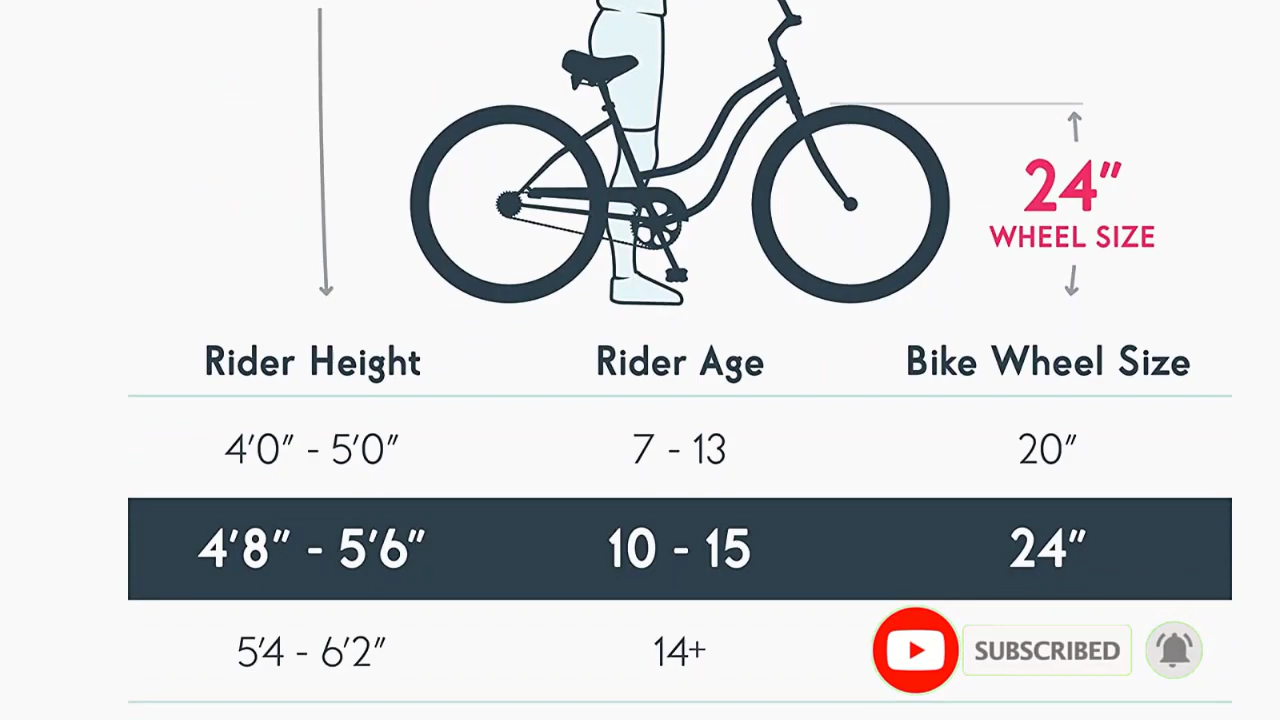 24"
WHEEL SIZE
Rider Height Rider Age Bike Wheel Size
4'0" - 5'0" 7 - 13 20"
4'8" - 5'6" 10 - 15 24"
5'4 - 6'2" 14+ SUBSCRIBED